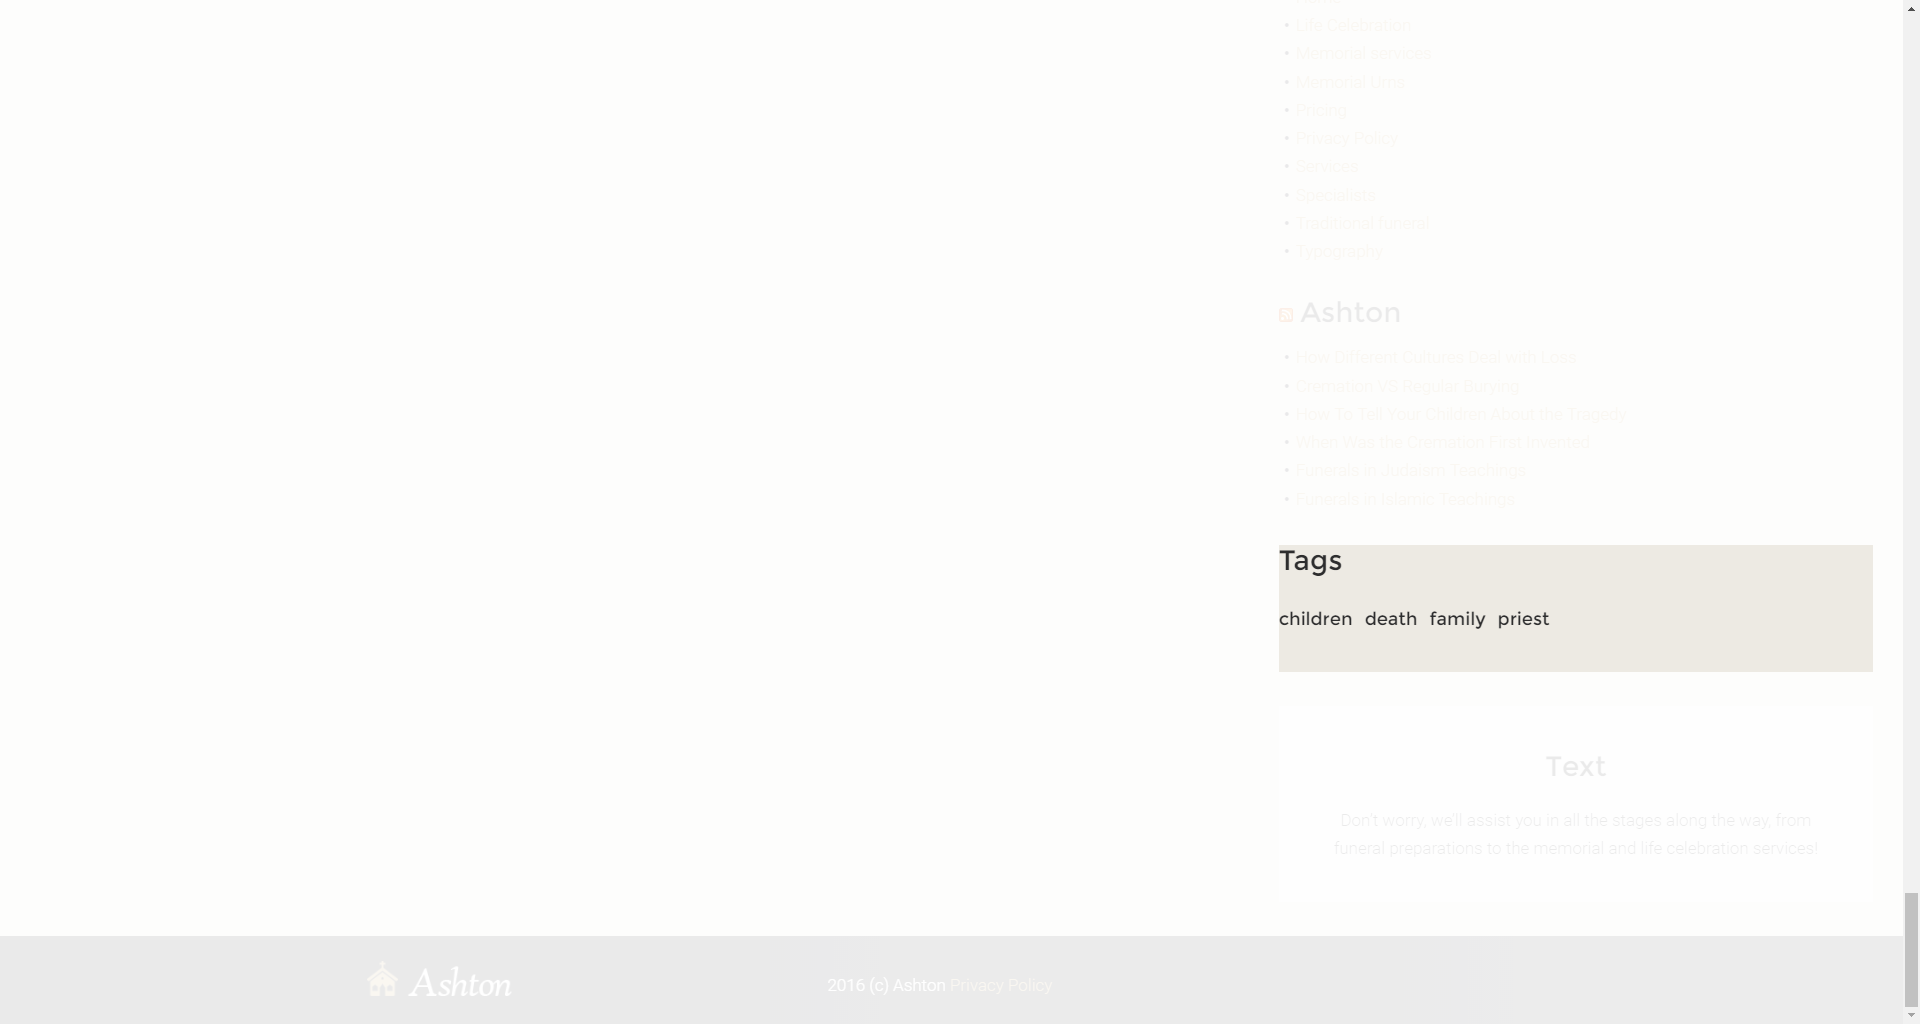 Life Celebration
Memorial services
Memorial Urns
Pricing
Privacy Policy
Services
Specialists
Traditional funeral
Typography
Ashton
How Different Cultures Deal with Loss
Cremation VS Regular Burying
How To Tell Your Children About the Tragedy
When Was the Cremation First Invented
Funerals in Judaism Teachings
Funerals in Islamic Teachings
Tags
children death family priest
Text
Don't worry, we'll assist you in all the stages along the way, from
funeral preparations to the memorial and life celebration services!
Ashton
2016 (c) Ashton Privacy Policy